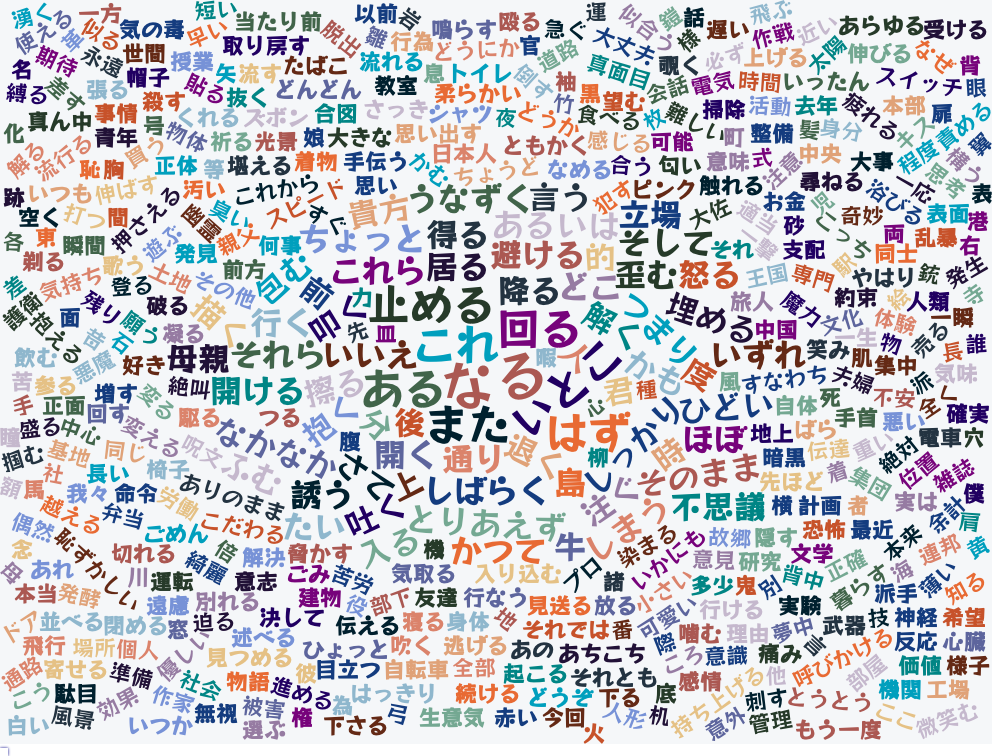 湧く 一方 気の毒 短い 当たり前 以前 岩 鳴らす 殴る 急ぐ 運 似合う 鎧 話 遅い 飛ぶ 近い あらゆる 受ける
使える 似る 世間 早い 取り戻す 脱出 雛 行為 どうにか 官 大丈夫 様 必ず 作戦 太陽 伸びる なぜ 背
名 期待 永遠 帽子 授業 矢 流す たばこ 流れる 息 トイレ 倒す 道路 真面目 覗く 上げる 電気 時間 いったん スイッチ 眼
縛る 差す 張る 殺す 貼る 抜く どんどん 教室 柔らかい 袖 竹 黒 望む 会話 掃除 活動 去年 疲れる 本部 扉
化 真ん中 事情 青年 号 物体 くれる ズボン 合図 さっき シャツ 夜 どうか 食べる 枚 難しい 町 整備 髪 身分 キス 責める 翼
解る 流行る 恥 胸 買う 祈る 光景 娘 大きな 思い出す 日本人 ともかく 感じる 可能 意味 式 注意 中央 大事 程度 思考 横う
正体 等 堪える 着物 手伝う かむ ちょうど なめる 合う 匂い 触れる お金 尋ねる 浴びる 一応 表
跡 いつも 伸ばす 汚い これから スピード 思い うなずく 言う 犯す ピンク 大佐 適当 児 奇妙 表面 港
空く 打つ 間 押さえる 幽霊 臭い すぐ 貴方 あるいは 立場 一撃 砂 くっち 両 乱暴 右
各 東 瞬間 遊ぶ 発見 親父 何事 ちょっと 得る 避ける 的 そして それ 支配 駅 同士
剃る 歌う 前方 包む これら 居る 歪む 怒る 王国 専門 やはり 銃 発生
差 気持ち 登る 土地 その他 前 力 止める 降る どこ つまり 埋める 旅人 魔力 約束 彩 人類 寺
護衛 抱える 面 残り 願う 破る 描く 行く 昌 先 皿 これ 回る 解く 中国 文化 体験 一瞬
飲む 苦 石 悪魔 凝る 好き 母親 それら いいえ 暇 イ かも いずれ 笑み 肌 一生 物 売る 長 誰
苦 参る 増す 絶叫 開ける 擦る ある なる こと 君 種 度 風 すなわち 夫婦 集中 不安 派 気味
手 正面 回す 塗る 駆る つる 抱く 今 後 また い 心 はず かり ひどい 自体 死 手首 悪い 全く 確実
瞳 盛る 中心 変える 呪文 なかなか 腹 開く 通り 退く 柳 時 ほぼ 地上 ばら 伝達 重い 絶対 電車 穴
掴む 基地 同じ 椅子 ふむ さて 上 しばらく 島 そのまま 暗黒 着 集団 位置 雑誌
額 馬 社 長い 我々 命令 労働 ありのまま 誘う 吐く とりあえず 注ぐ しまう 不思議 先ほど 横 計画 者 実は 余計 僕
偶然 越える 弁当 ごめん こだわる たい 入る かつて 牛 染まる 故郷 隠す 恐怖 最近 本来 連邦 肩
念 恥ずかしい 切れる 綺麗 倍 解決 脅かす 機 いかにも 意見 研究 文学 正確 海 黄
母 あれ 川 運転 意志 ごみ 苦労 気取る 入り込む プロ 諸 多少 鬼 別 背中 暮らす 派手 薄い 知る
本当 発酵 遠慮 別れる 建物 役 部下 友達 行なう 見送る 放る 小さい 行ける 実験 技 神経 希望
ドア 並べる 閉める 窓 迫る 決して 伝える 寝る 身体 地 それでは 番 可愛い 際 噛む 理由 夢中 武器 反応 心臓
飛行 場所 個人 優しい 述べる ひょっと 吹く 逃げる あの あちこち ころ 意識 痛み 言 呼びかける 価値 様子
通路 寄せる 準備 社会 見つめる 彼 目立つ 自転車 全部 起こる それとも 感情 他 部屋 機関 工場
こう 駄目 効果 作家 物語 進める 為 はっきり 続ける どうぞ 下る 底 持ち上げる 刺す とうとう ここ
白い 風景 いつか 無視 被害 選ぶ 権 下さる 弓 生意気 赤い 今回 火 人形 机 意外 管理 もう一度 微笑む